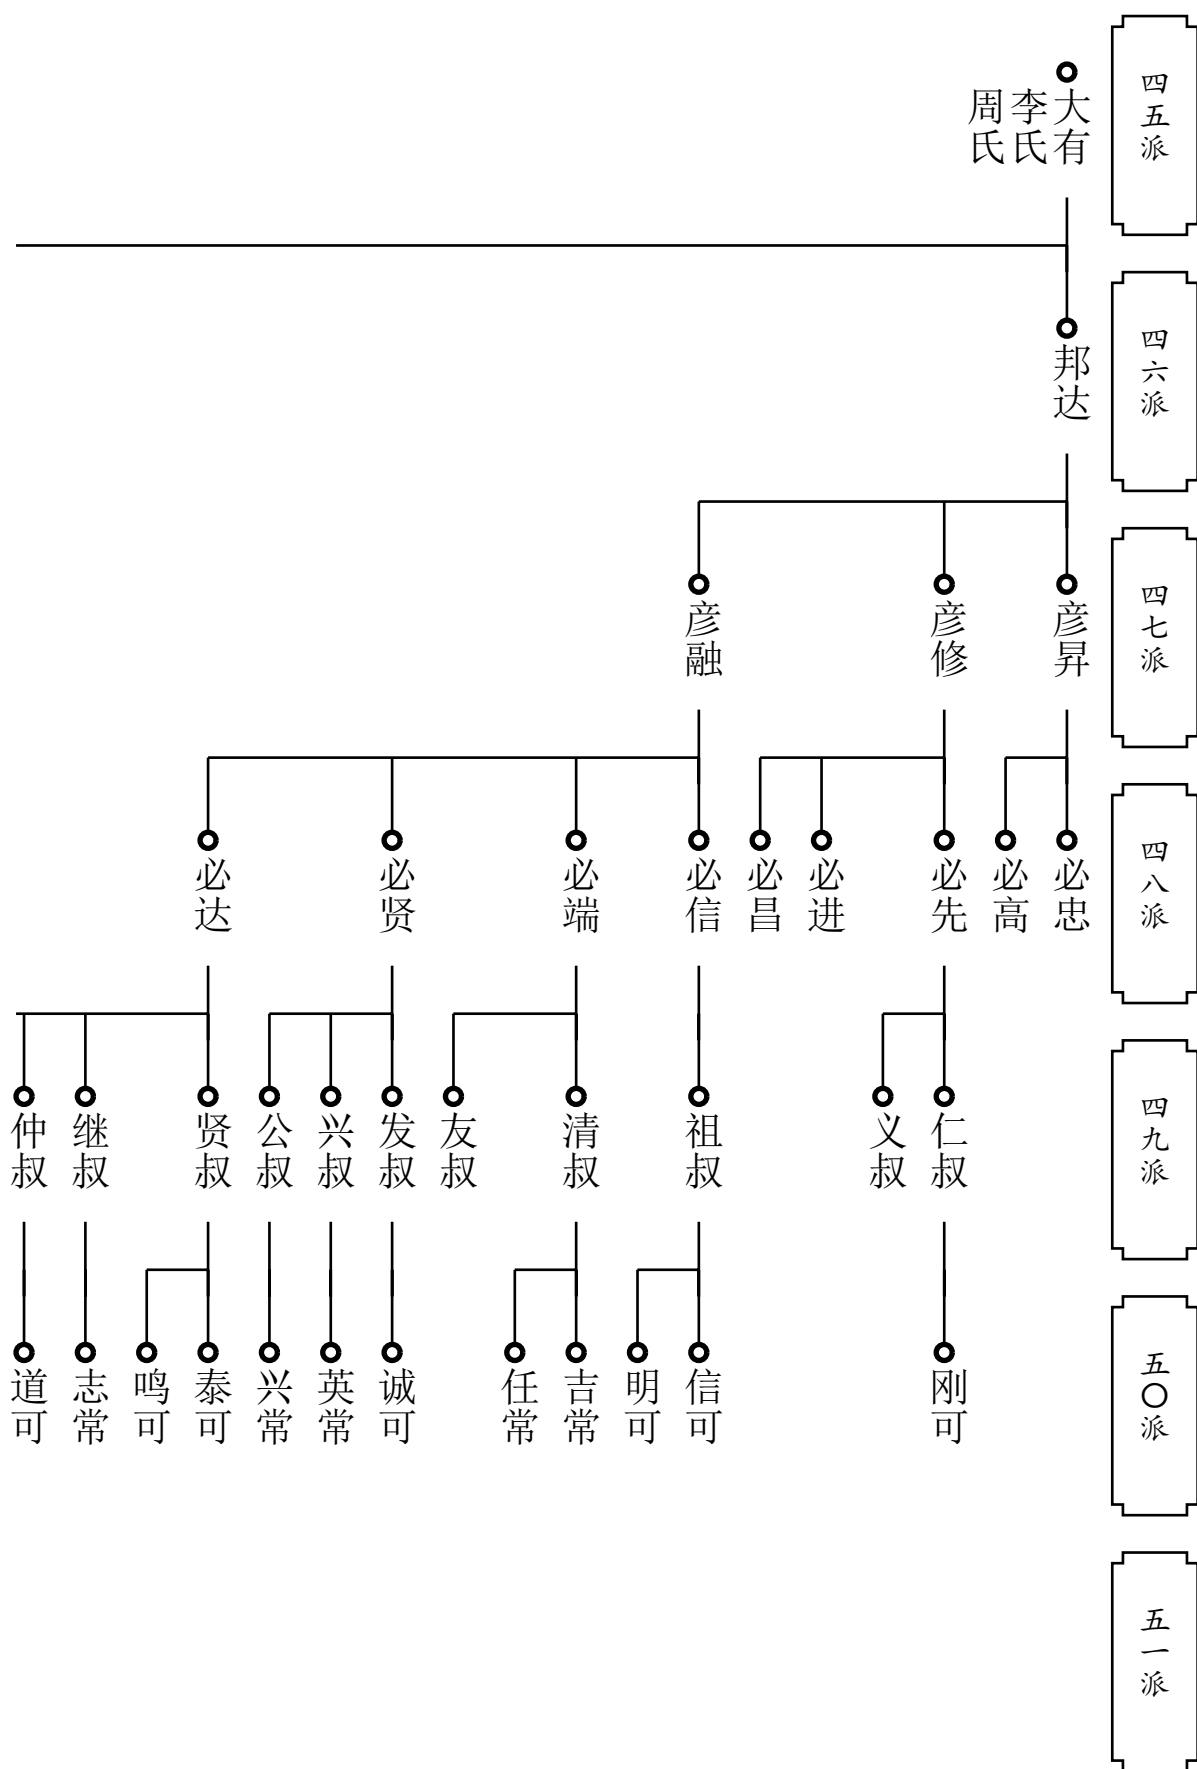 四五派
大有
李氏
周氏
四六派
邦达
四七派
彦昇
彦修
彦融
四八派
必忠
必高
必先
必进
必昌
必信
必端
必贤
必达
四九派
仁叔
义叔
祖叔
清叔
友叔
发叔
兴叔
公叔
贤叔
继叔
仲叔
五〇派
刚可
信可
明可
吉常
任常
诚可
英常
兴常
泰可
鸣可
志常
道可
五一派